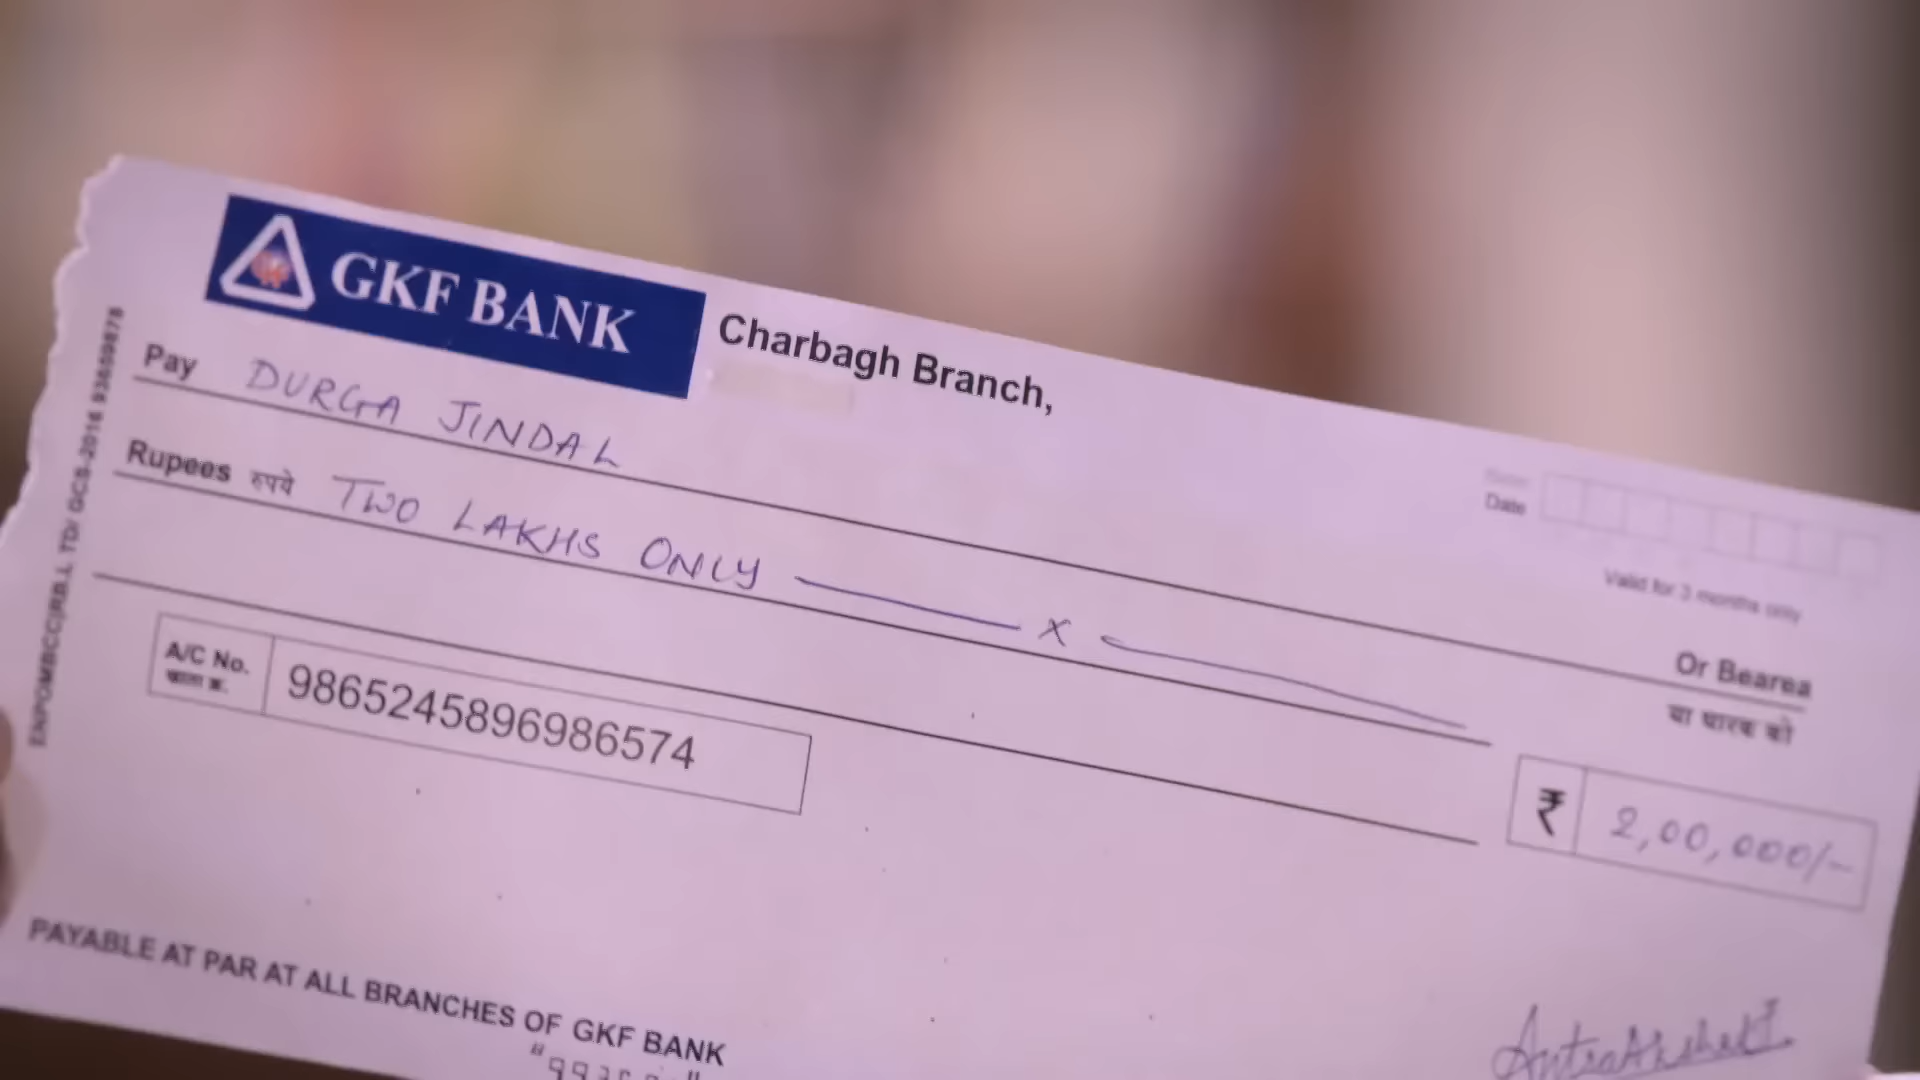 GKF BANK
Charbagh Branch,
Pay DURGA JINDAL
Date
Valid for 3 months only
Rupees रुपये TWO LAKHS ONLY x
Or Bearea
या धारक को
A/C No.
खाता क्र.
9865245896986574
₹ 2,00,000/-
PAYABLE AT PAR AT ALL BRANCHES OF GKF BANK